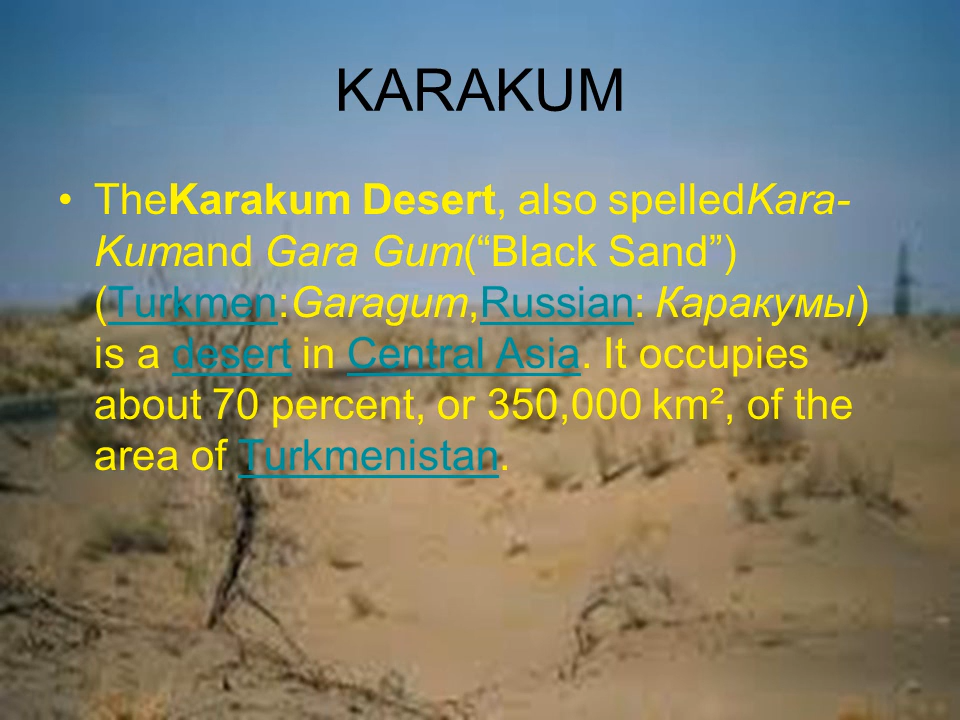 KARAKUM
• TheKarakum Desert, also spelledKara-
Kumand Gara Gum(“Black Sand”)
(Turkmen:Garagum,Russian: Каракумы)
is a desert in Central Asia. It occupies
about 70 percent, or 350,000 km², of the
area of Turkmenistan.